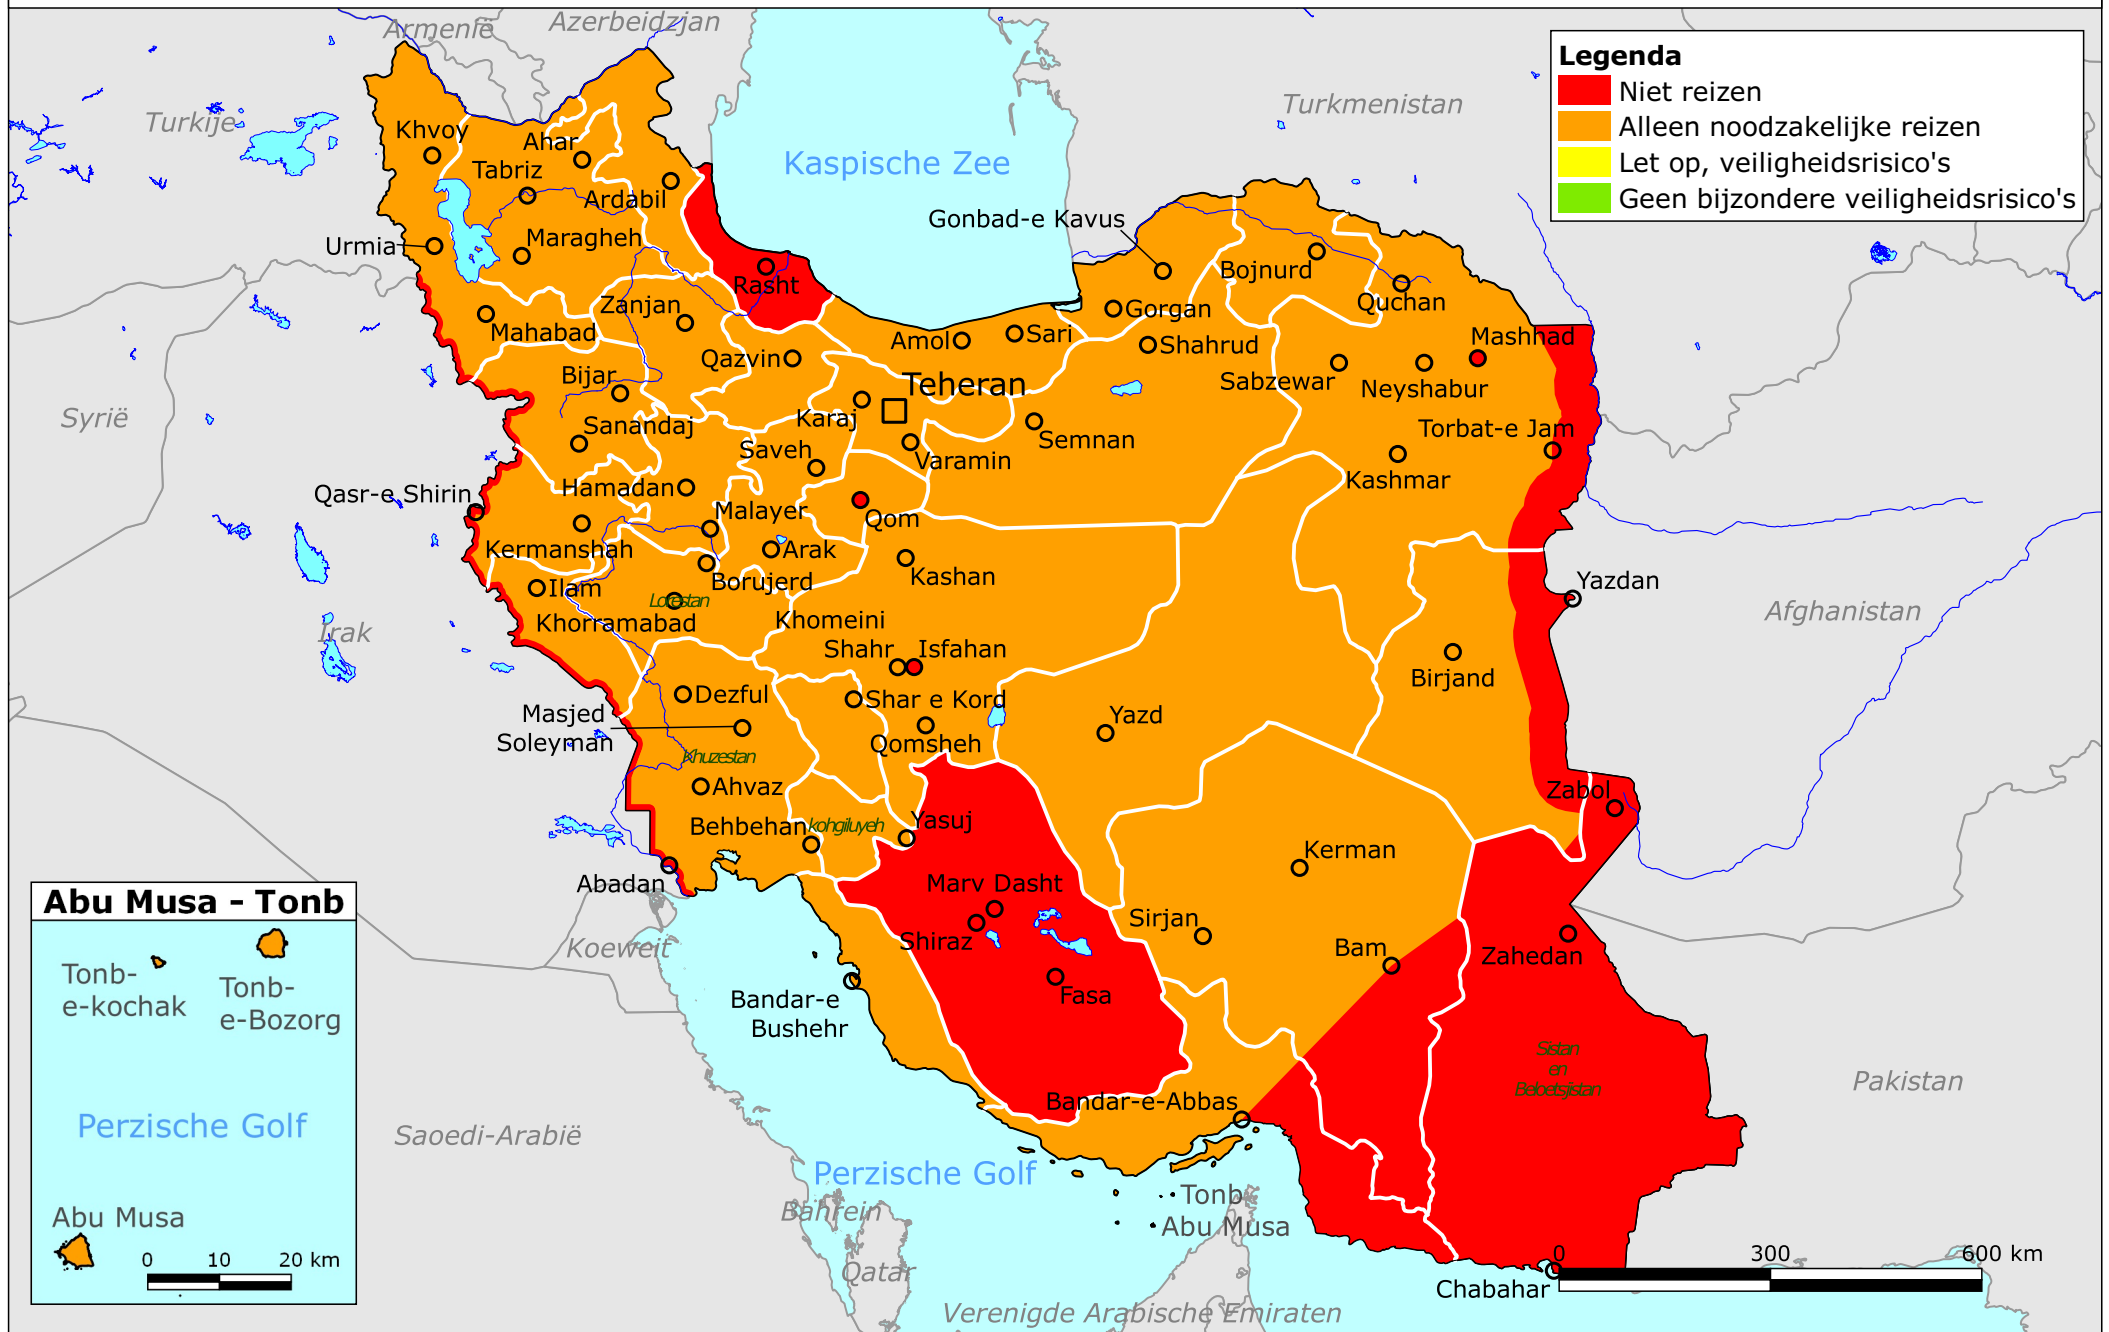 Armenië
Azerbeidzjan
Turkije
Turkmenistan
Kaspische Zee
Legenda
Niet reizen
Alleen noodzakelijke reizen
Let op, veiligheidsrisico's
Geen bijzondere veiligheidsrisico's
Khvoy
Ahar
Tabriz
Ardabil
Urmia
Maragheh
Gonbad-e Kavus
Bojnurd
Quchan
Rasht
Zanjan
Mahabad
Gorgan
Amol
Sari
Shahrud
Mashhad
Qazvin
Bijar
Teheran
Sabzewar
Neyshabur
Syrië
Karaj
Sanandaj
Semnan
Torbat-e Jam
Saveh
Varamin
Kashmar
Qasr-e Shirin
Hamadan
Malayer
Qom
Kermanshah
Arak
Kashan
Borujerd
Ilam
Lorestan
Yazdan
Afghanistan
Khorramabad
Khomeini
Shahr
Irak
Isfahan
Birjand
Dezful
Shar e Kord
Masjed
Soleyman
Yazd
Qomsheh
Khuzestan
Ahvaz
Zabol
Behbehan
kohgiluyeh
Yasuj
Kerman
Abadan
Marv Dasht
Shiraz
Sirjan
Bam
Zahedan
Koeweit
Fasa
Bandar-e
Bushehr
Sistan
en
Beloetsjistan
Pakistan
Bandar-e-Abbas
Saoedi-Arabië
Perzische Golf
Tonb
Abu Musa
Bahrein
Qatar
Verenigde Arabische Emiraten
Chabahar
0 300 600 km
Abu Musa - Tonb
Tonb-
e-kochak
Tonb-
e-Bozorg
Perzische Golf
Abu Musa
0 10 20 km